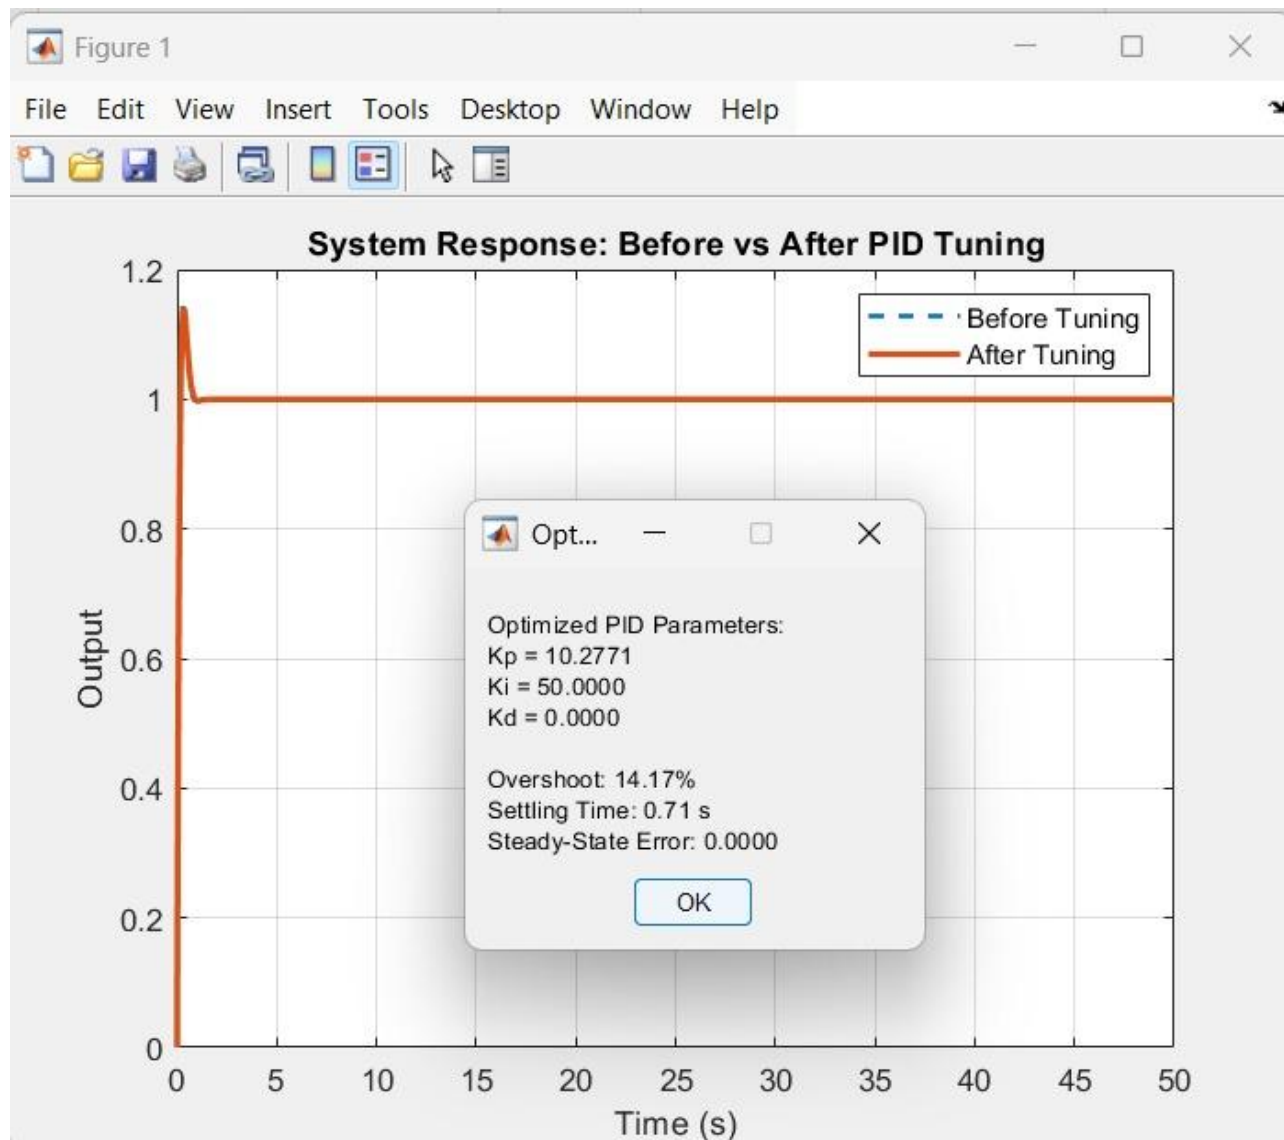 Figure 1
File Edit View Insert Tools Desktop Window Help
System Response: Before vs After PID Tuning
1.2
1
0.8
0.6
0.4
0.2
0
Output
Before Tuning
After Tuning
Opt...
Optimized PID Parameters:
Kp = 10.2771
Ki = 50.0000
Kd = 0.0000
Overshoot: 14.17%
Settling Time: 0.71 s
Steady-State Error: 0.0000
OK
0 5 10 15 20 25 30 35 40 45 50
Time (s)